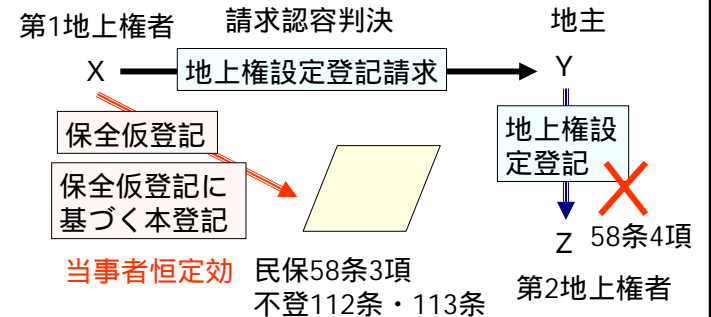 第1地上権者
請求認容判決
地主
X
地上権設定登記請求
Y
保全仮登記
地上権設
定登記
保全仮登記に
基づく本登記
Z
58条4項
当事者恒定効
民保58条3項
不登112条・113条
第2地上権者